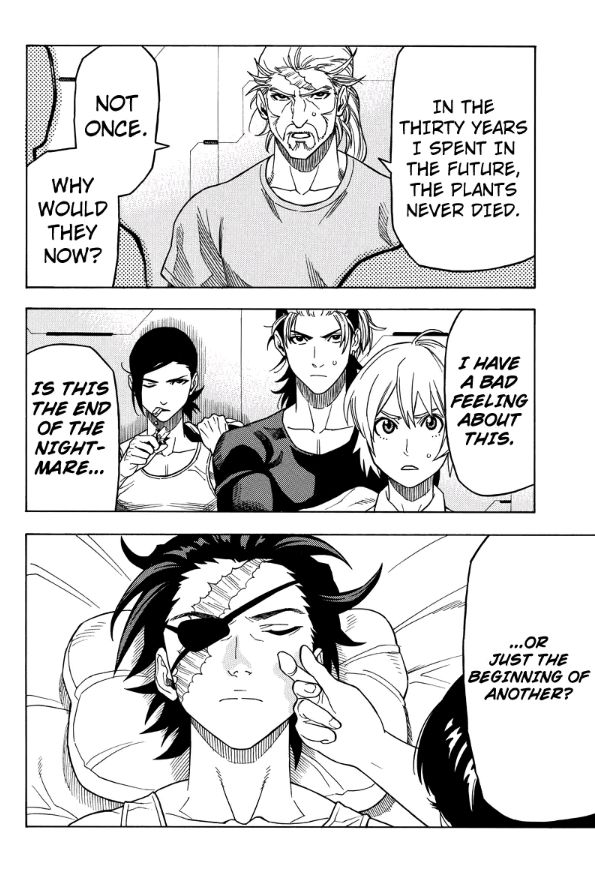 IN THE
THIRTY YEARS
I SPENT IN
THE FUTURE,
THE PLANTS
NEVER DIED.
NOT
ONCE.
WHY
WOULD
THEY
NOW?
I HAVE
A BAD
FEELING
ABOUT
THIS.
IS THIS
THE END
OF THE
NIGHT-
MARE...
...OR
JUST THE
BEGINNING OF
ANOTHER?